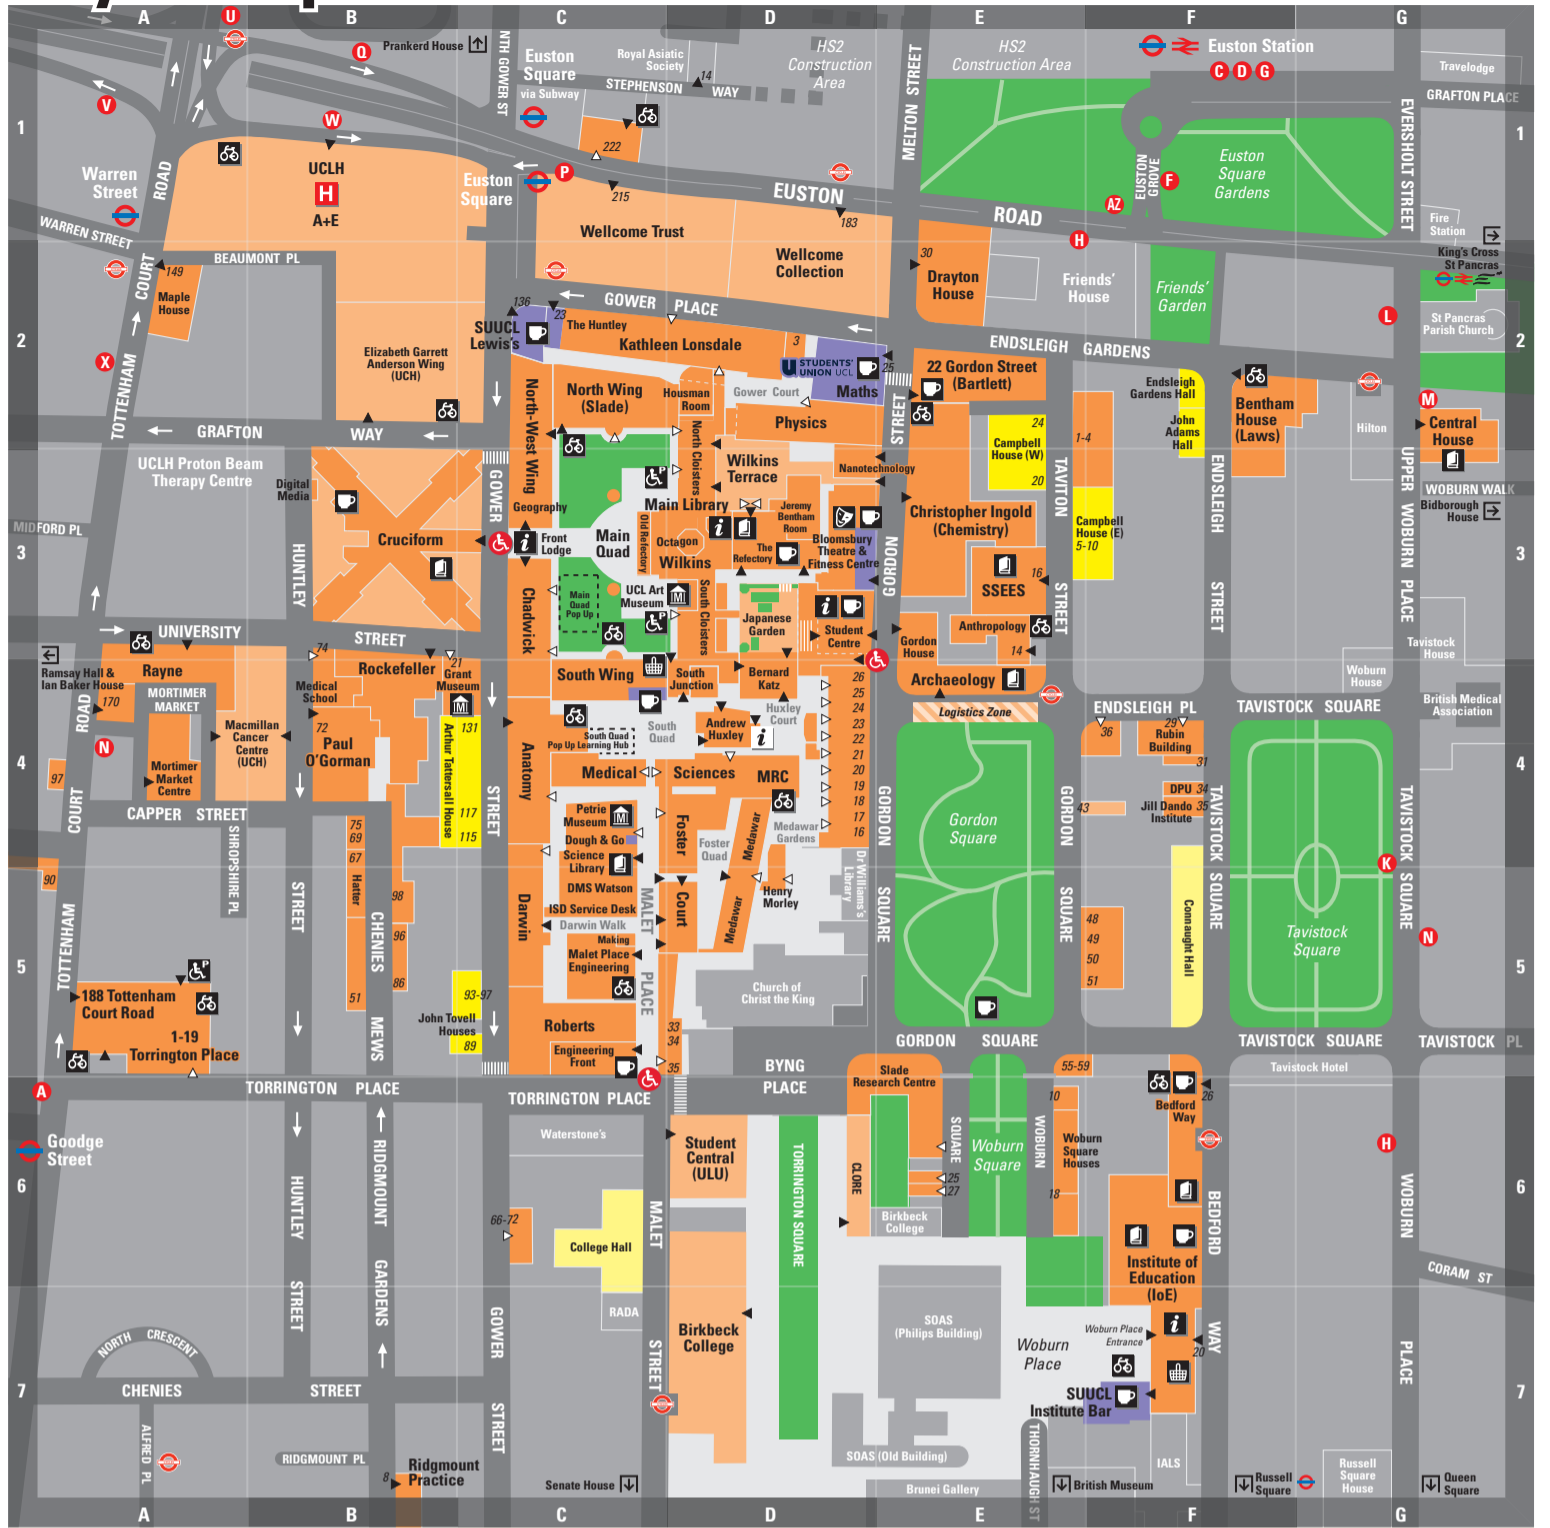 A
B
C
D
E
F
G
U
Q
Prankerd House
NTH GOWER ST
Euston
Square
via Subway
Royal Asiatic
Society
14
STEPHENSON WAY
HS2
Construction
Area
MELTON STREET
HS2
Construction Area
Euston Station
C D G
Travelodge
GRAFTON PLACE
EVERSHOLT STREET
V
1
W
222
1
UCLH
H
A+E
Warren
Street
ROAD
Euston
Square
P
215
EUSTON
183
ROAD
EUSTON
GROVE
F
AZ
H
Euston
Square
Gardens
Fire
Station
WARREN STREET
Wellcome Trust
Wellcome
Collection
King's Cross
St Pancras
BEAUMONT PL
149
Maple
House
COURT
30
Drayton
House
Friends'
House
Friends'
Garden
L
St Pancras
Parish Church
136
23
GOWER PLACE
SUUCL
Lewis's
The Huntley
Kathleen Lonsdale
3
STUDENTS'
UNION UCL
25
Maths
ENDSLEIGH GARDENS
2
X
TOTTENHAM
Elizabeth Garrett
Anderson Wing
(UCH)
North Wing
(Slade)
Housman
Room
Gower Court
Physics
22 Gordon Street
(Bartlett)
STREET
Endsleigh
Gardens Hall
John
Adams
Hall
Bentham
House
(Laws)
Hilton
M
Central
House
2
GRAFTON WAY
North-West Wing
24
Campbell
House (W)
20
1-4
TAVITON
UCLH Proton Beam
Therapy Centre
Digital
Media
GOWER
Geography
North Cloisters
Wilkins
Terrace
Nanotechnology
Main Library
Jeremy
Bentham
Room
Christopher Ingold
(Chemistry)
Campbell
House (E)
5-10
ENDSLEIGH
UPPER WOBURN PLACE
WOBURN WALK
Bidborough
House
MIDFORD PL
3
HUNTLEY
Cruciform
Front
Lodge
Main
Quad
Old Refectory
Octagon
Wilkins
The
Refectory
Bloomsbury
Theatre &
Fitness Centre
GORDON
SSEES
16
STREET
STREET
3
Chadwick
Main
Quad
Pop Up
UCL Art
Museum
South Cloisters
Japanese
Garden
Student
Centre
Gordon
House
Anthropology
14
Tavistock
House
UNIVERSITY STREET
74
Rockefeller
21
Grant
Museum
Ramsay Hall &
Ian Baker House
Rayne
MORTIMER
MARKET
170
ROAD
Medical
School
72
Paul
O'Gorman
Macmillan
Cancer
Centre
(UCH)
South Wing
South
Junction
Bernard
Katz
Archaeology
Logistics Zone
26
25
24
23
22
21
20
19
18
17
16
Woburn
House
ENDSLEIGH PL
TAVISTOCK SQUARE
British Medical
Association
N
97
4
Mortimer
Market
Centre
131
Arthur Tattersall House
117
115
Anatomy
South
Quad
South Quad
Pop Up Learning Hub
Andrew
Huxley
Huxley
Court
Medical Sciences
MRC
36
29
Rubin
Building
31
DPU 34
Jill Dando 35
Institute
43
4
COURT
CAPPER STREET
SHROPSHIRE PL
75
69
67
Hatter
STREET
Petrie
Museum
Dough & Go
Science
Library
DMS Watson
ISD Service Desk
Darwin Walk
Making
Malet Place
Engineering
Foster
Court
Foster
Quad
Medawar
Medawar
Medawar
Gardens
Henry
Morley
Dr Williams's
Library
GORDON
SQUARE
Gordon
Square
GORDON
SQUARE
TAVISTOCK
SQUARE
TAVISTOCK
SQUARE
K
90
98
96
86
51
STREET
CHENIES
MEWS
Darwin
MALET
PLACE
48
49
50
51
Connaught Hall
Tavistock
Square
N
5
TOTTENHAM
188 Tottenham
Court Road
1-19
Torrington Place
93-97
John Tovell
Houses
89
Roberts
Engineering
Front
33
34
35
Church of
Christ the King
5
GORDON SQUARE
TAVISTOCK SQUARE
TAVISTOCK PL
A
TORRINGTON PLACE
TORRINGTON PLACE
BYNG
PLACE
Slade
Research Centre
55-59
10
Tavistock Hotel
Goodge
Street
Waterstone's
Student
Central
(ULU)
TORRINGTON SQUARE
CLORE
SQUARE
25
27
Woburn
Square
WOBURN
Woburn
Square
Houses
18
Bedford
Way
26
H
6
HUNTLEY
STREET
RIDGMOUNT
GARDENS
66-72
College Hall
MALET
Birkbeck
College
BEDFORD
WOBURN
6
Institute of
Education
(IoE)
CORAM ST
GOWER
RADA
STREET
Birkbeck
College
SOAS
(Philips Building)
Woburn
Place
Woburn Place
Entrance
20
WAY
NORTH CRESCENT
7
CHENIES STREET
SUUCL
Institute Bar
PLACE
7
ALFRED PL
RIDGMOUNT PL
8
Ridgmount
Practice
STREET
Senate House
SOAS (Old Building)
Brunei Gallery
THORNHAUGH ST
British Museum
IALS
Russell
Square
Russell
Square
House
Queen
Square
A
B
C
D
E
F
G